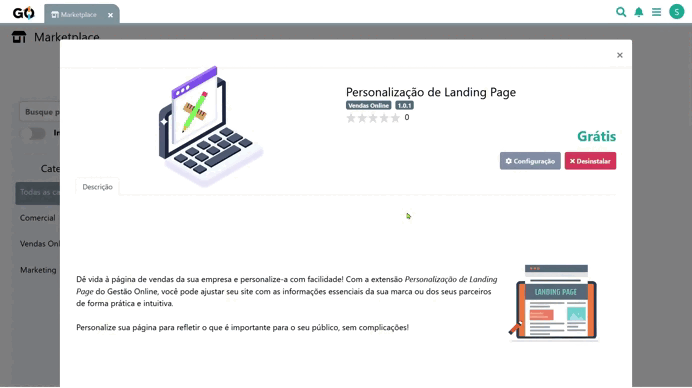 GO
Marketplace ×
S
Marketplace
×
Personalização de Landing Page
Vendas Online 1.0.1
0
Grátis
Configuração × Desinstalar
Busque p
In
Cate
Todas as ca
Comercial
Vendas Onl
Marketing
Descrição
LANDING PAGE
Dê vida à página de vendas da sua empresa e personalize-a com facilidade! Com a extensão Personalização de Landing
Page do Gestão Online, você pode ajustar seu site com as informações essenciais da sua marca ou dos seus parceiros
de forma prática e intuitiva.
Personalize sua página para refletir o que é importante para o seu público, sem complicações!